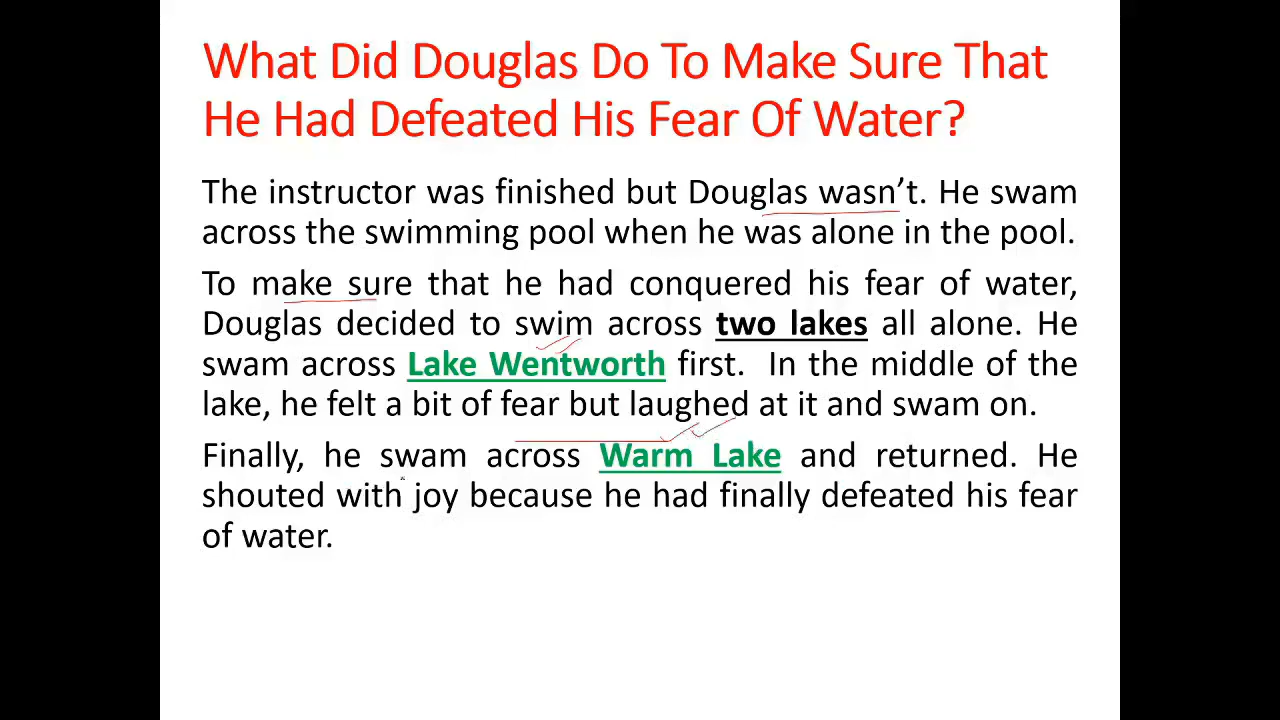 What Did Douglas Do To Make Sure That
He Had Defeated His Fear Of Water?
The instructor was finished but Douglas wasn’t. He swam
across the swimming pool when he was alone in the pool.
To make sure that he had conquered his fear of water,
Douglas decided to swim across two lakes all alone. He
swam across Lake Wentworth first. In the middle of the
lake, he felt a bit of fear but laughed at it and swam on.
Finally, he swam across Warm Lake and returned. He
shouted with joy because he had finally defeated his fear
of water.